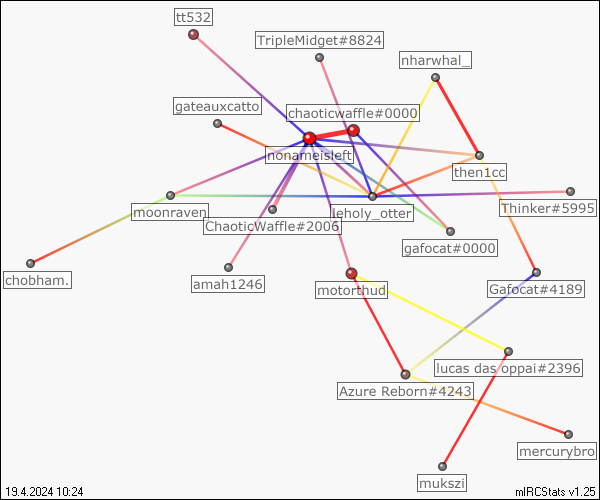 tt532
TripleMidget#8824
nharwhal_
gateauxcatto
chaoticwaffle#0000
nonameisleft
then1cc
moonraven
leholy_otter
Thinker#5995
ChaoticWaffle#2006
gafocat#0000
chobham.
amah1246
motorthud
Gafocat#4189
lucas das oppai#2396
Azure Reborn#4243
mercurybro
mukszi
19.4.2024 10:24
mIRCStats v1.25